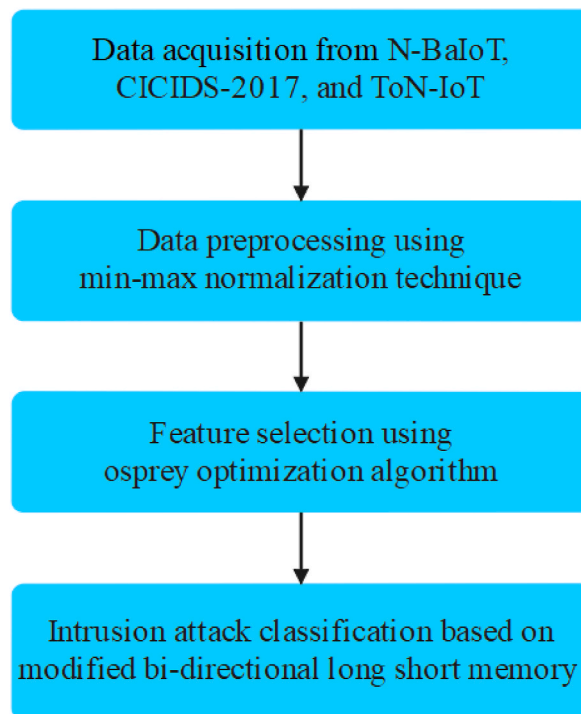 Data acquisition from N-BaIoT,
CICIDS-2017, and ToN-IoT
Data preprocessing using
min-max normalization technique
Feature selection using
osprey optimization algorithm
Intrusion attack classification based on
modified bi-directional long short memory